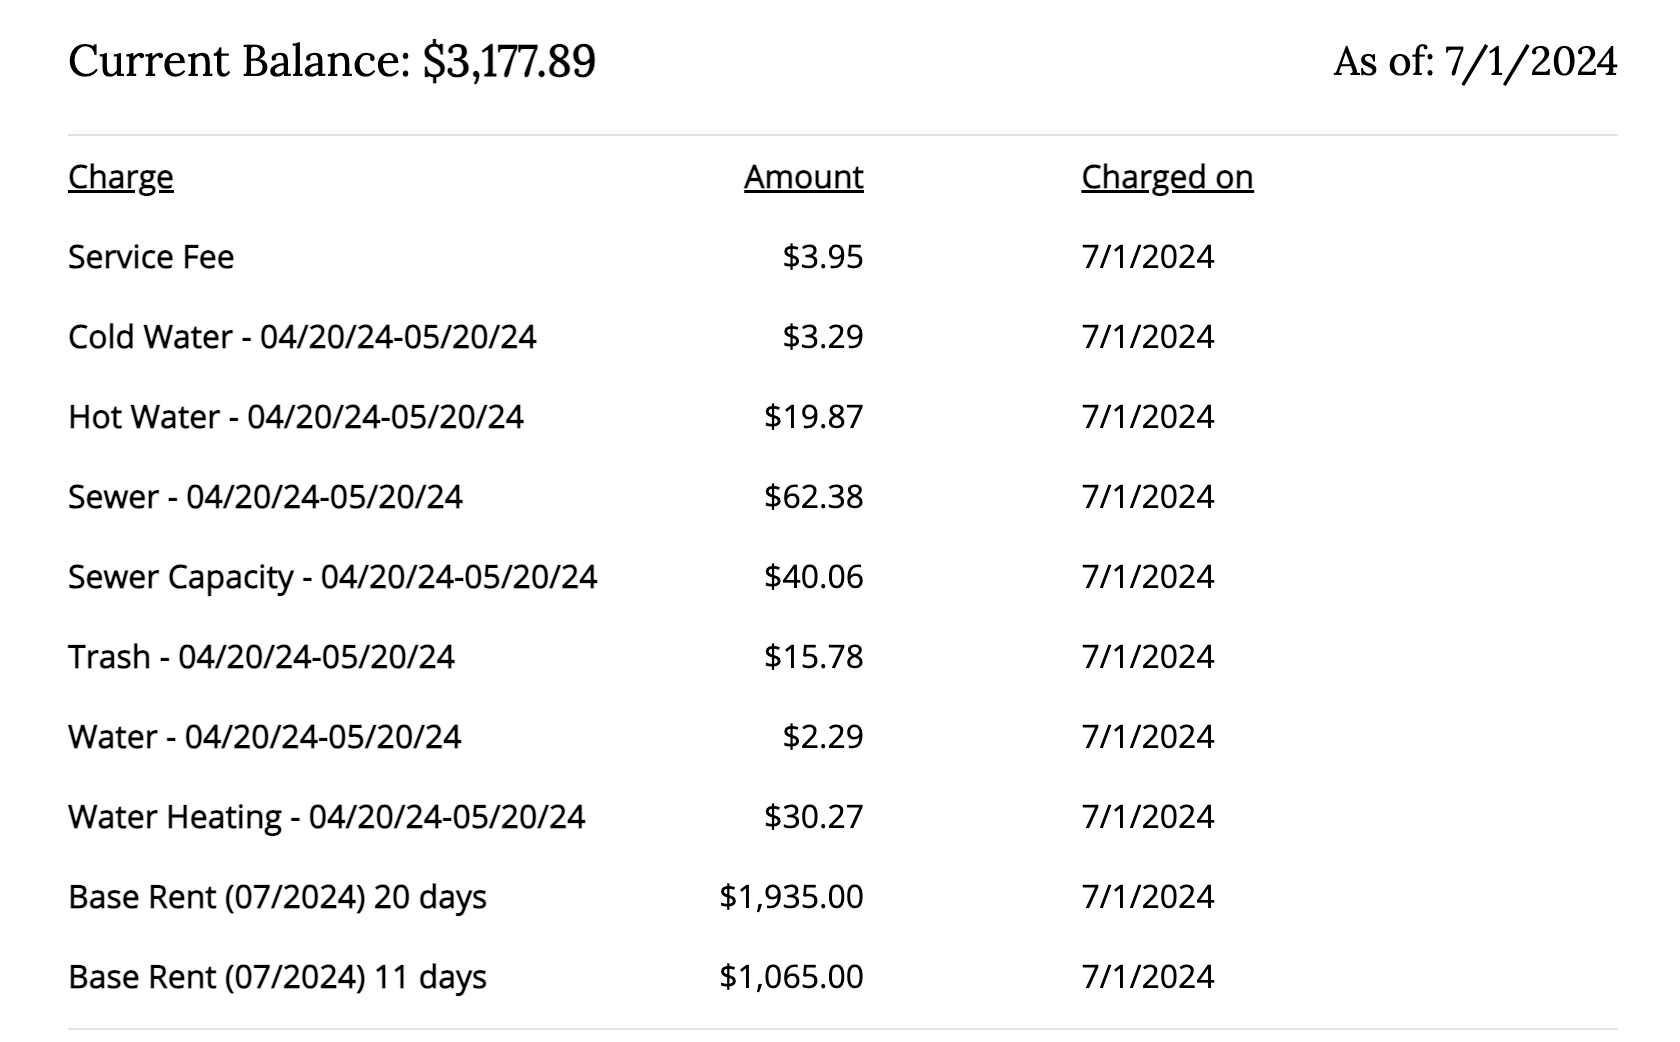 Current Balance: $3,177.89 As of: 7/1/2024
Charge Amount Charged on
Service Fee $3.95 7/1/2024
Cold Water - 04/20/24-05/20/24 $3.29 7/1/2024
Hot Water - 04/20/24-05/20/24 $19.87 7/1/2024
Sewer - 04/20/24-05/20/24 $62.38 7/1/2024
Sewer Capacity - 04/20/24-05/20/24 $40.06 7/1/2024
Trash - 04/20/24-05/20/24 $15.78 7/1/2024
Water - 04/20/24-05/20/24 $2.29 7/1/2024
Water Heating - 04/20/24-05/20/24 $30.27 7/1/2024
Base Rent (07/2024) 20 days $1,935.00 7/1/2024
Base Rent (07/2024) 11 days $1,065.00 7/1/2024